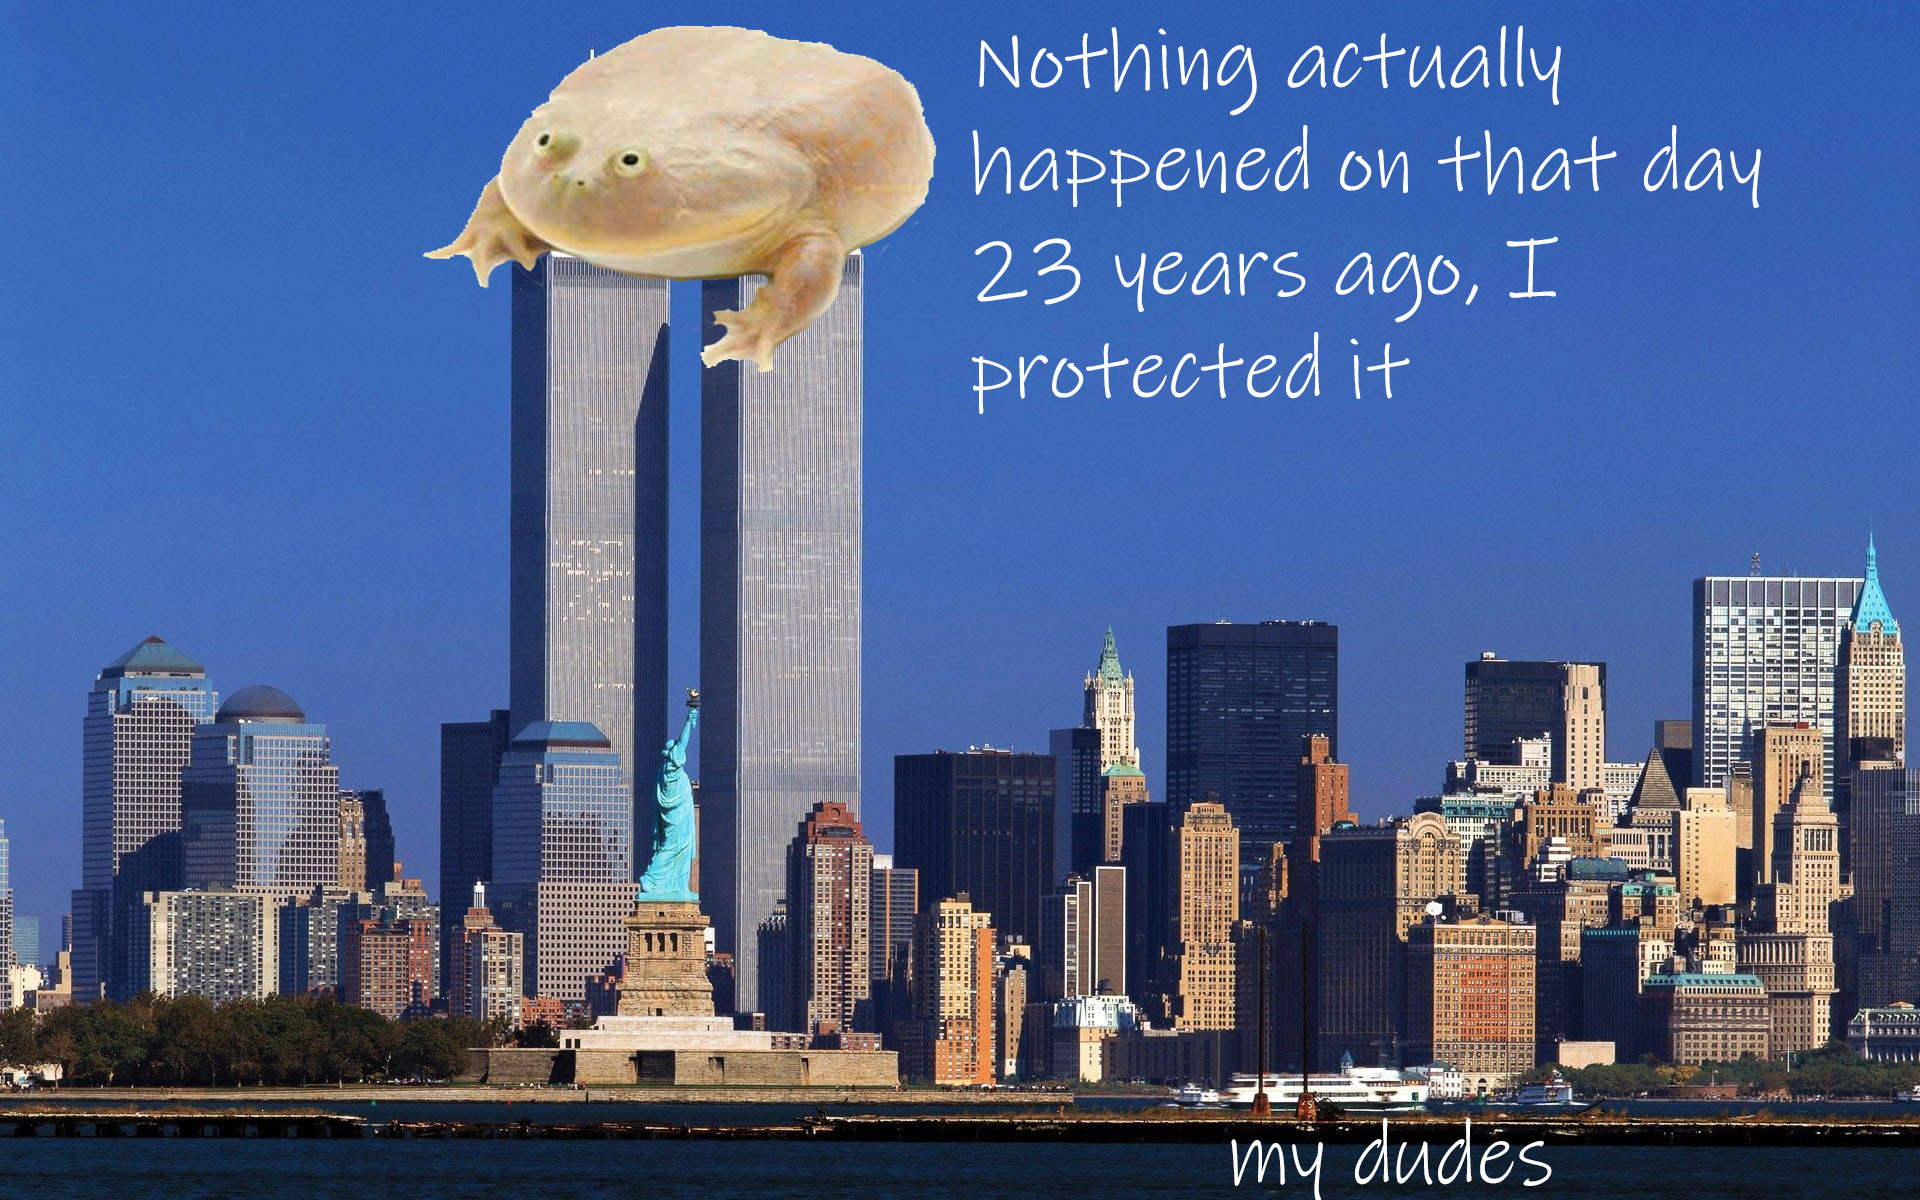 Nothing actually
happened on that day
23 years ago, I
protected it
my dudes